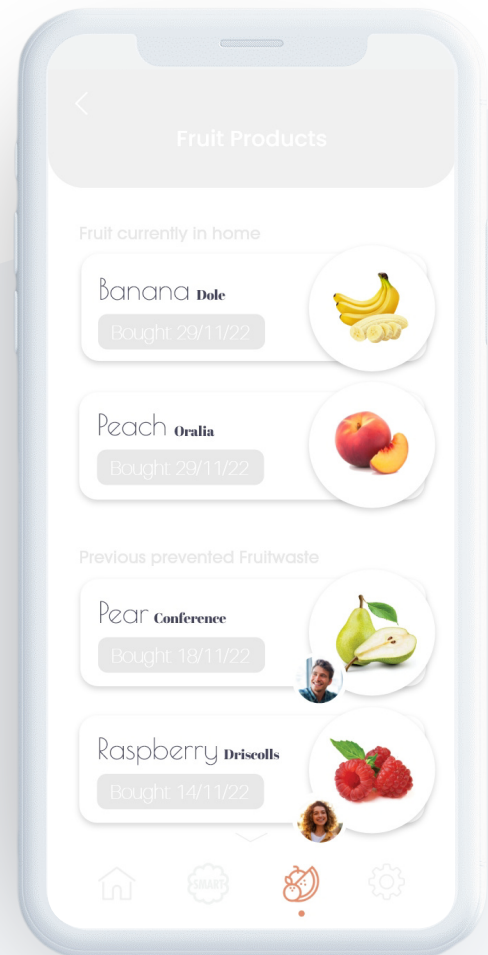 Fruit Products
Fruit currently in home
Banana Dole
Bought: 29/11/22
Peach Oralia
Bought: 29/11/22
Previous prevented Fruitwaste
Pear Conference
Bought: 18/11/22
Raspberry Driscolls
Bought: 14/11/22
SMART